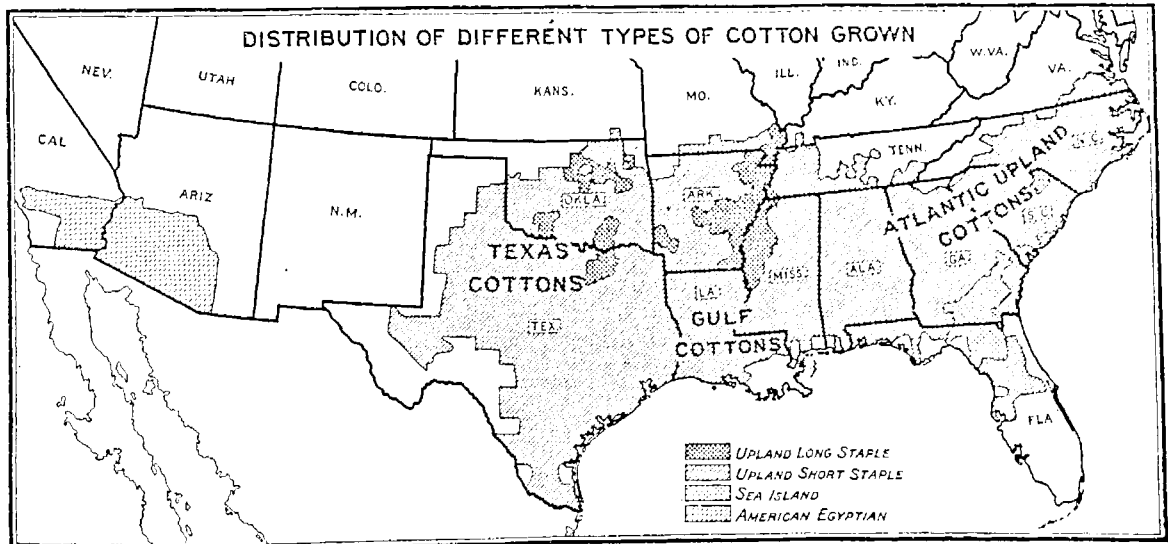 DISTRIBUTION OF DIFFERENT TYPES OF COTTON GROWN
NEV.
UTAH
COLO.
KANS.
MO.
ILL.
IND.
W.VA.
VA.
KY.
CAL
ARIZ
N.M.
OKLA
ARK
TENN.
N.C.
ATLANTIC UPLAND
COTTONS
S.C.
TEXAS
COTTONS
TEX
LA
MISS
ALA
GA
GULF
COTTONS
FLA
UPLAND LONG STAPLE
UPLAND SHORT STAPLE
SEA ISLAND
AMERICAN EGYPTIAN